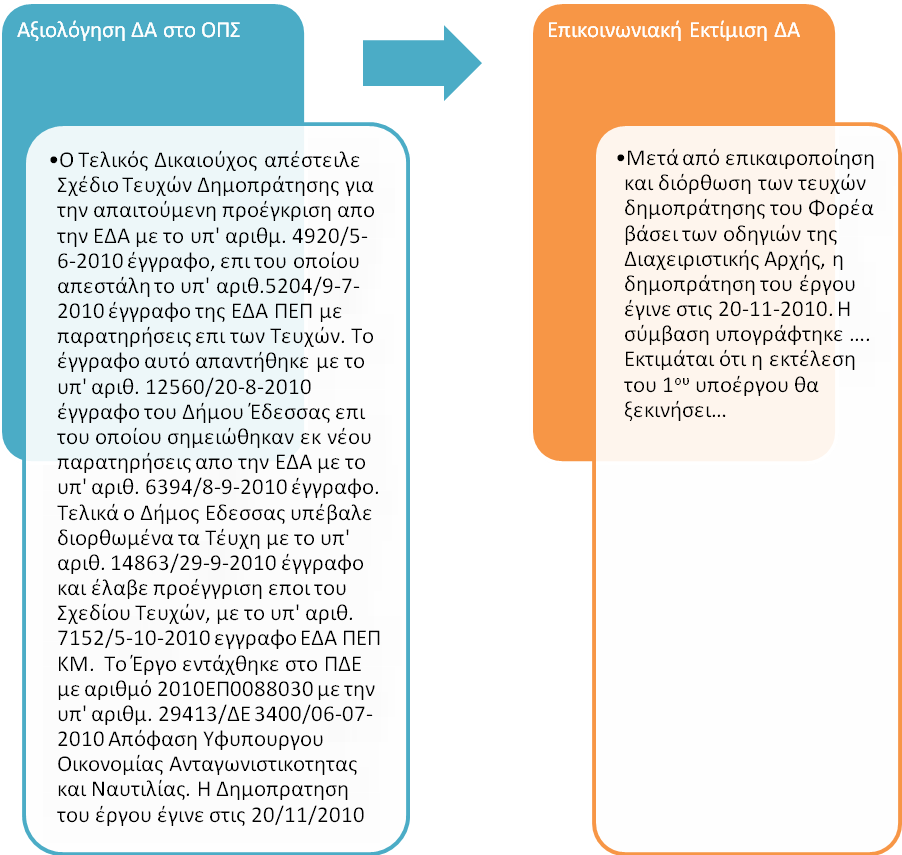 Αξιολόγηση ΔΑ στο ΟΠΣ
•Ο Τελικός Δικαιούχος απέστειλε
Σχέδιο Τευχών Δημοπράτησης για
την απαιτούμενη προέγκριση απο
την ΕΔΑ με το υπ' αριθμ. 4920/5-
6-2010 έγγραφο, επι του οποίου
απεστάλη το υπ' αριθ.5204/9-7-
2010 έγγραφο της ΕΔΑ ΠΕΠ με
παρατηρήσεις επι των Τευχών. Το
έγγραφο αυτό απαντήθηκε με το
υπ' αριθ. 12560/20-8-2010
έγγραφο του Δήμου Έδεσσας επι
του οποίου σημειώθηκαν εκ νέου
παρατηρήσεις απο την ΕΔΑ με το
υπ' αριθ. 6394/8-9-2010 έγγραφο.
Τελικά ο Δήμος Εδεσσας υπέβαλε
διορθωμένα τα Τέυχη με το υπ'
αριθ. 14863/29-9-2010 έγγραφο
και έλαβε προέγγριση εποι του
Σχεδίου Τευχών, με το υπ' αριθ.
7152/5-10-2010 εγγραφο ΕΔΑ ΠΕΠ
ΚΜ.  Το Έργο εντάχθηκε στο ΠΔΕ
με αριθμό 2010ΕΠ0088030 με την
υπ' αριθμ. 29413/ΔΕ 3400/06-07-
2010 Απόφαση Υφυπουργου
Οικονομίας Ανταγωνιστικοτητας
και Ναυτιλίας. Η Δημοπρατηση
του έργου έγινε στις 20/11/2010
Επικοινωνιακή Εκτίμιση ΔΑ
•Μετά από επικαιροποίηση
και διόρθωση των τευχών
δημοπράτησης του Φορέα
βάσει των οδηγιών της
Διαχειριστικής Αρχής, η
δημοπράτηση του έργου
έγινε στις 20-11-2010. Η
σύμβαση υπογράφτηκε ....
Εκτιμάται ότι η εκτέλεση
του 1ου υποέργου θα
ξεκινήσει...